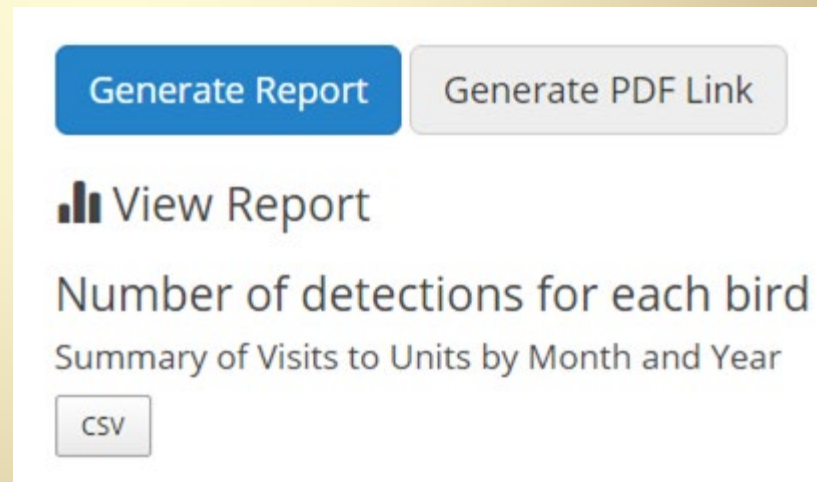 Generate Report Generate PDF Link
View Report
Number of detections for each bird
Summary of Visits to Units by Month and Year
CSV